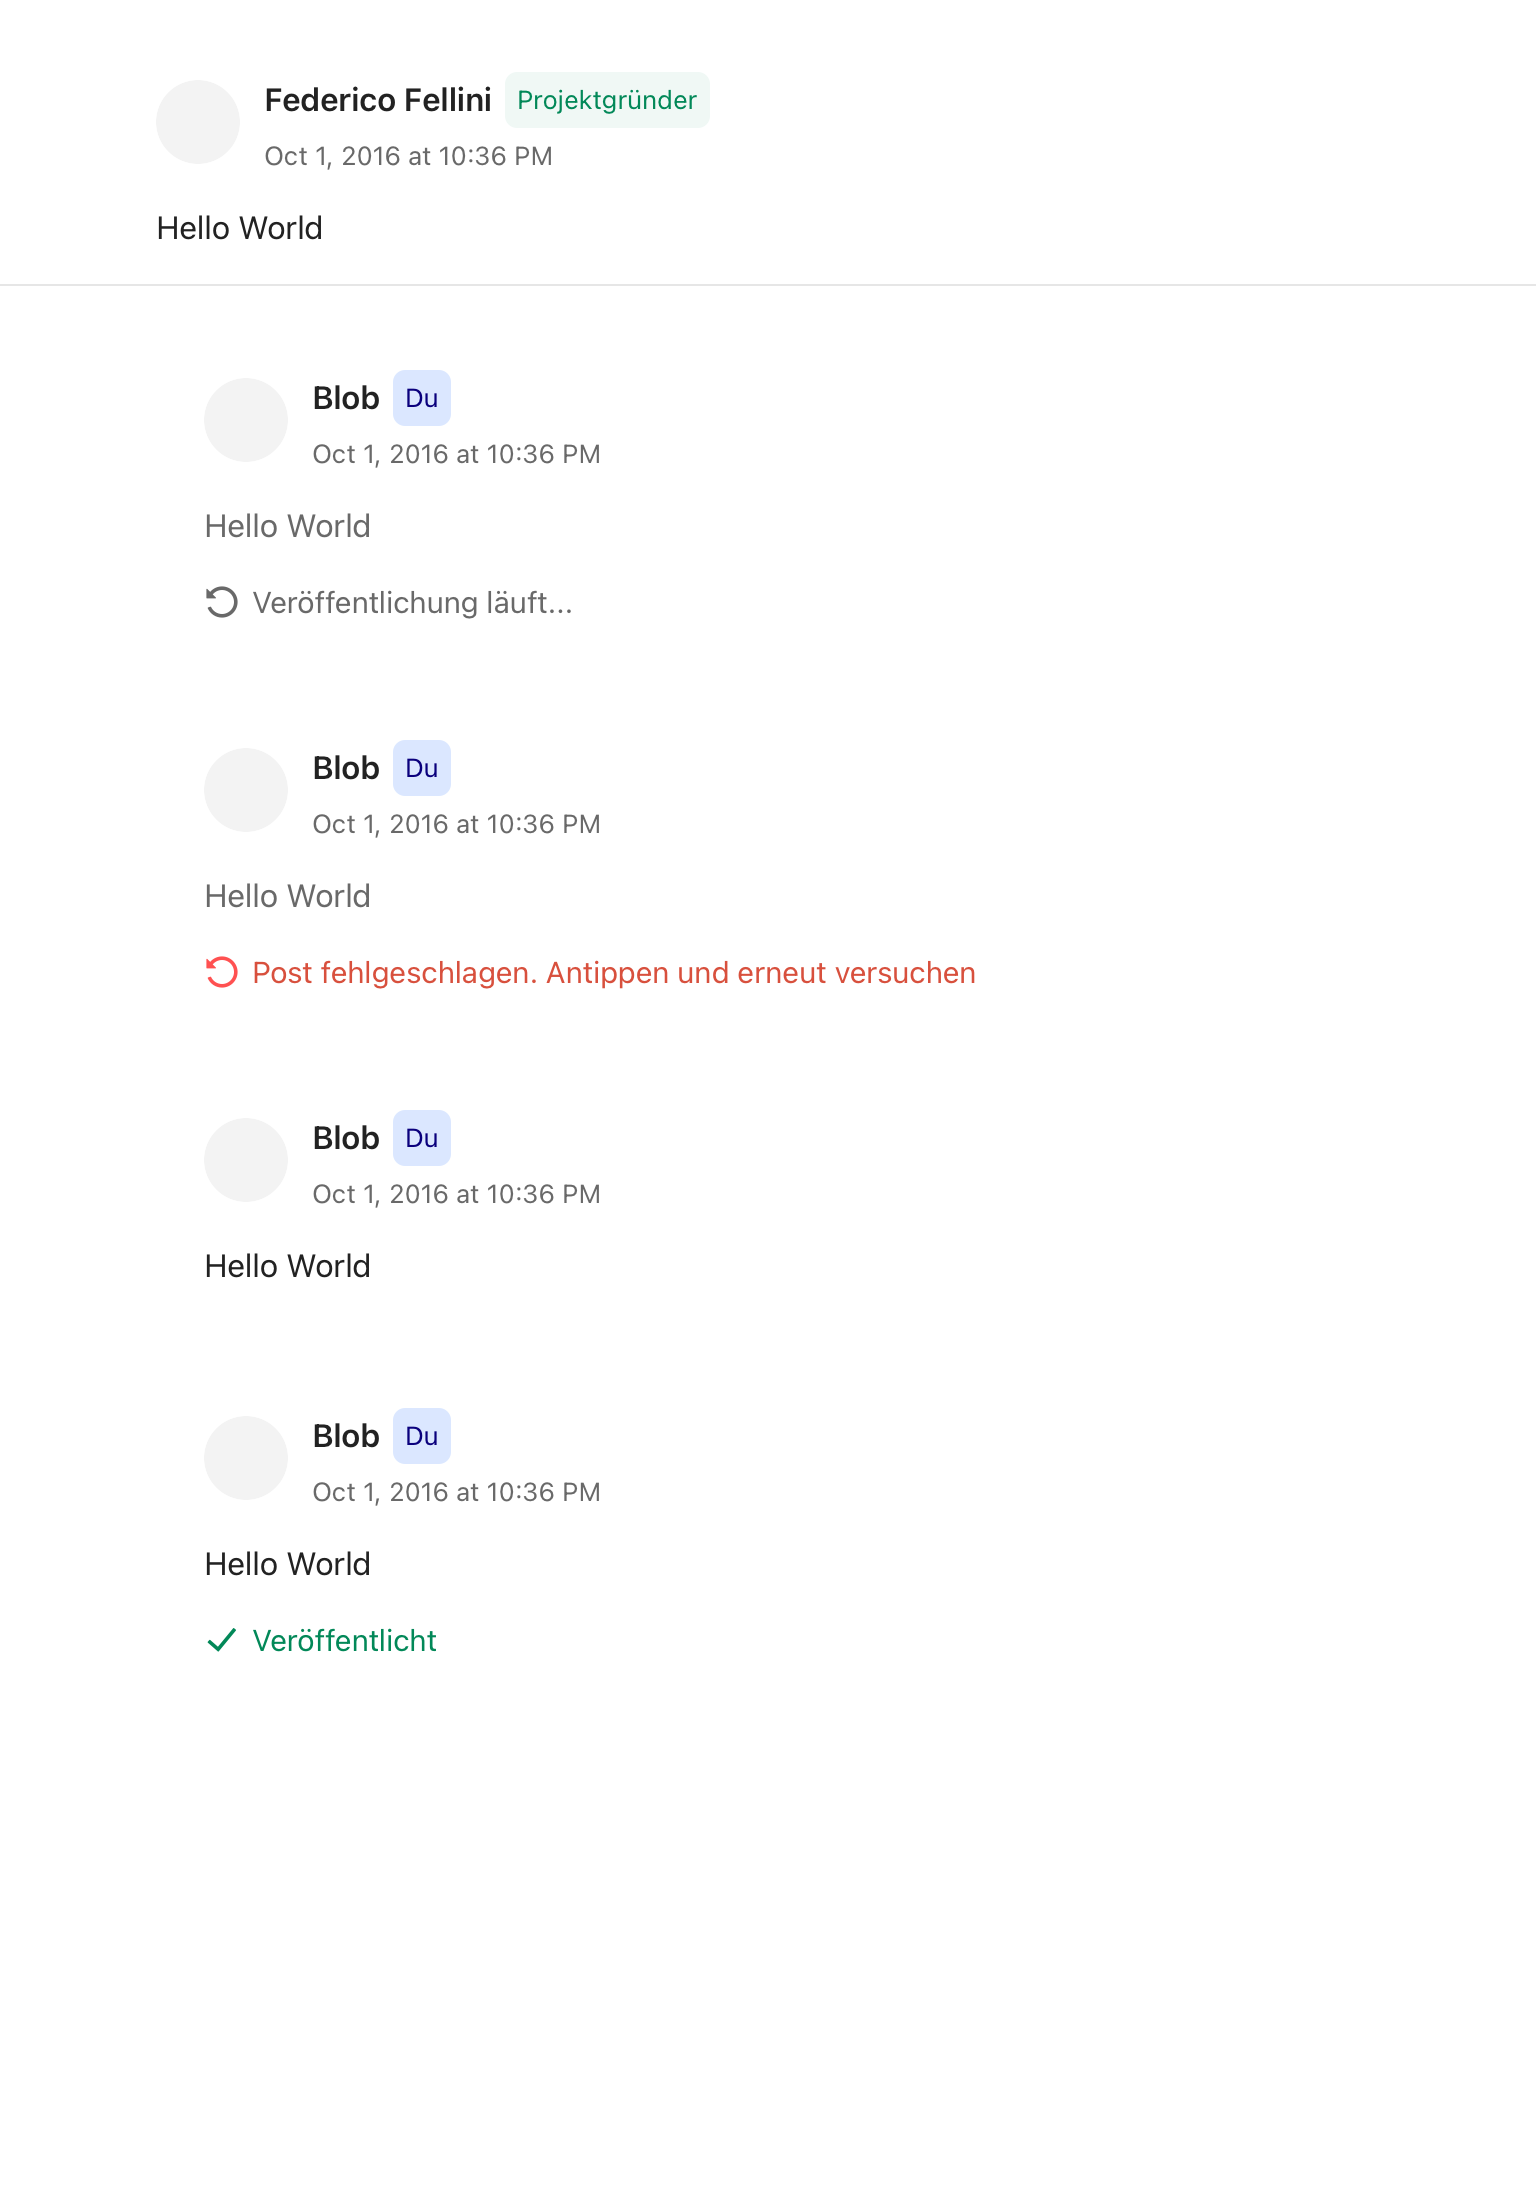 Federico Fellini Projektgründer
Oct 1, 2016 at 10:36 PM
Hello World
Blob Du
Oct 1, 2016 at 10:36 PM
Hello World
Veröffentlichung läuft...
Blob Du
Oct 1, 2016 at 10:36 PM
Hello World
Post fehlgeschlagen. Antippen und erneut versuchen
Blob Du
Oct 1, 2016 at 10:36 PM
Hello World
Blob Du
Oct 1, 2016 at 10:36 PM
Hello World
Veröffentlicht